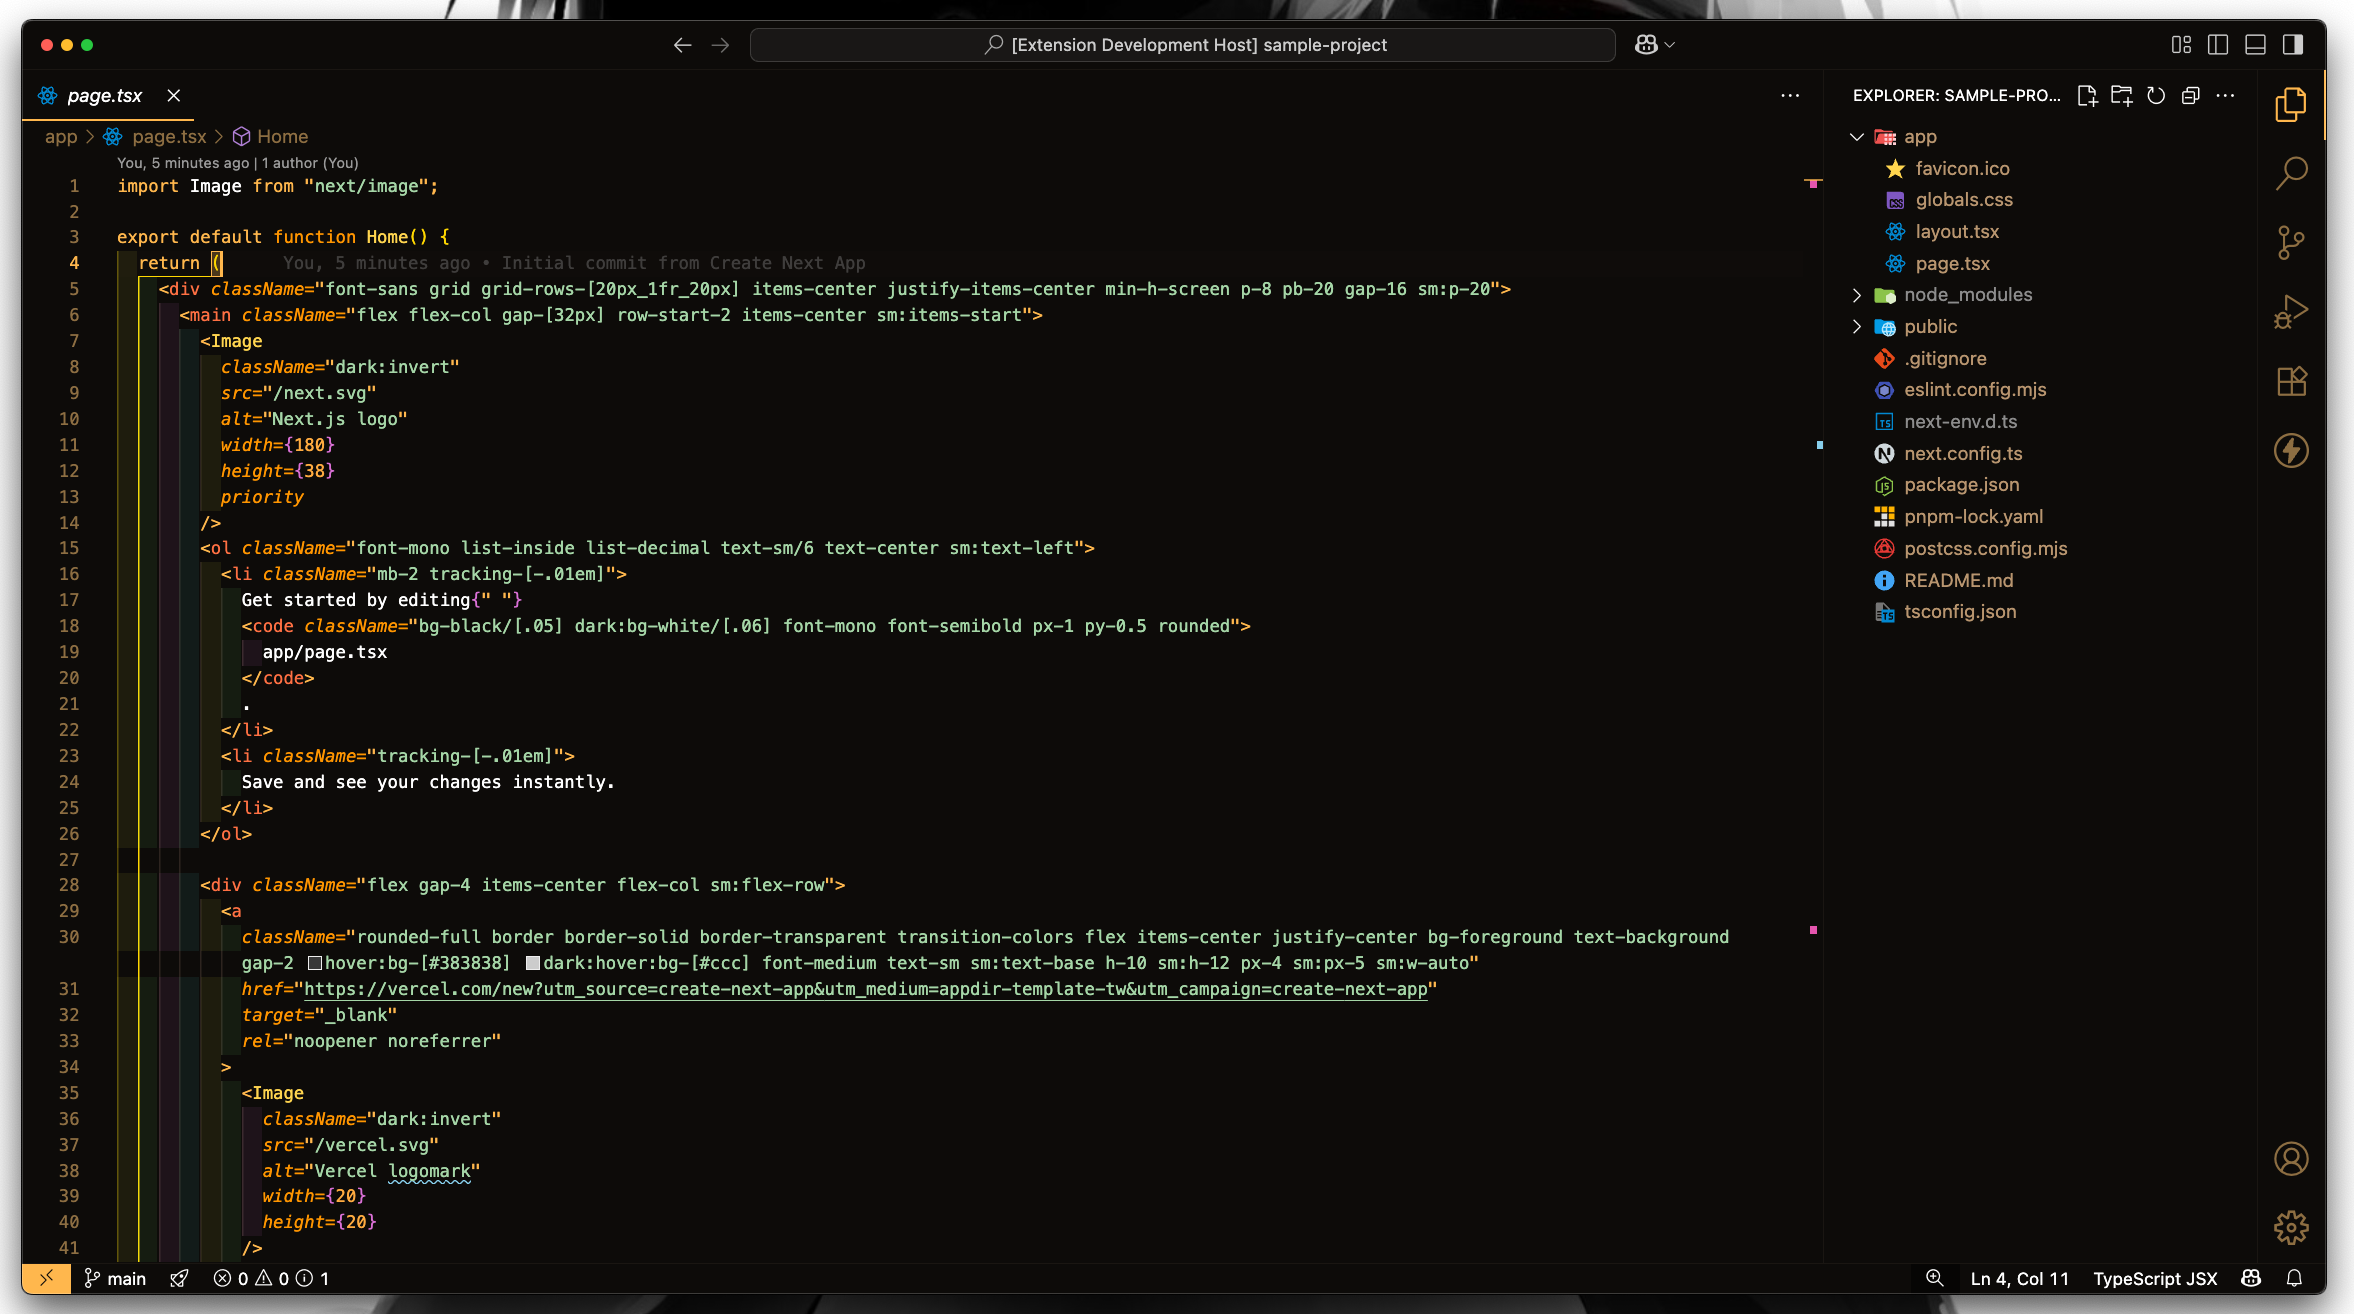 [Extension Development Host] sample-project
page.tsx
app > page.tsx > Home
You, 5 minutes ago | 1 author (You)
1 import Image from "next/image";
2
3 export default function Home() {
4 return ( You, 5 minutes ago • Initial commit from Create Next App
5 <div className="font-sans grid grid-rows-[20px_1fr_20px] items-center justify-items-center min-h-screen p-8 pb-20 gap-16 sm:p-20">
6 <main className="flex flex-col gap-[32px] row-start-2 items-center sm:items-start">
7 <Image
8 className="dark:invert"
9 src="/next.svg"
10 alt="Next.js logo"
11 width={180}
12 height={38}
13 priority
14 />
15 <ol className="font-mono list-inside list-decimal text-sm/6 text-center sm:text-left">
16 <li className="mb-2 tracking-[-.01em]">
17 Get started by editing{" "}
18 <code className="bg-black/[.05] dark:bg-white/[.06] font-mono font-semibold px-1 py-0.5 rounded">
19 app/page.tsx
20 </code>
21 .
22 </li>
23 <li className="tracking-[-.01em]">
24 Save and see your changes instantly.
25 </li>
26 </ol>
27
28 <div className="flex gap-4 items-center flex-col sm:flex-row">
29 <a
30 className="rounded-full border border-solid border-transparent transition-colors flex items-center justify-center bg-foreground text-background
gap-2 hover:bg-[#383838] dark:hover:bg-[#ccc] font-medium text-sm sm:text-base h-10 sm:h-12 px-4 sm:px-5 sm:w-auto"
31 href="https://vercel.com/new?utm_source=create-next-app&utm_medium=appdir-template-tw&utm_campaign=create-next-app"
32 target="_blank"
33 rel="noopener noreferrer"
34 >
35 <Image
36 className="dark:invert"
37 src="/vercel.svg"
38 alt="Vercel logomark"
39 width={20}
40 height={20}
41 />
EXPLORER: SAMPLE-PRO...
app
favicon.ico
globals.css
layout.tsx
page.tsx
node_modules
public
.gitignore
eslint.config.mjs
next-env.d.ts
next.config.ts
package.json
pnpm-lock.yaml
postcss.config.mjs
README.md
tsconfig.json
main 0 0 1
Ln 4, Col 11 TypeScript JSX